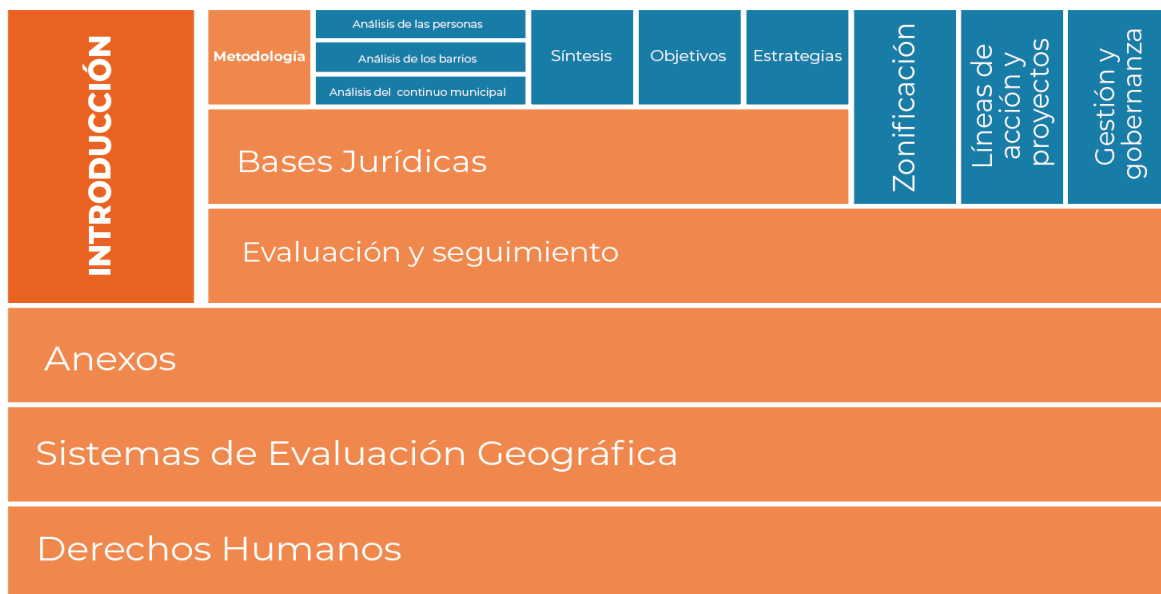 INTRODUCCIÓN
Metodología
Análisis de las personas
Análisis de los barrios
Análisis del continuo municipal
Síntesis
Objetivos
Estrategias
Zonificación
Líneas de
acción y
proyectos
Gestión y
gobernanza
Bases Jurídicas
Evaluación y seguimiento
Anexos
Sistemas de Evaluación Geográfica
Derechos Humanos